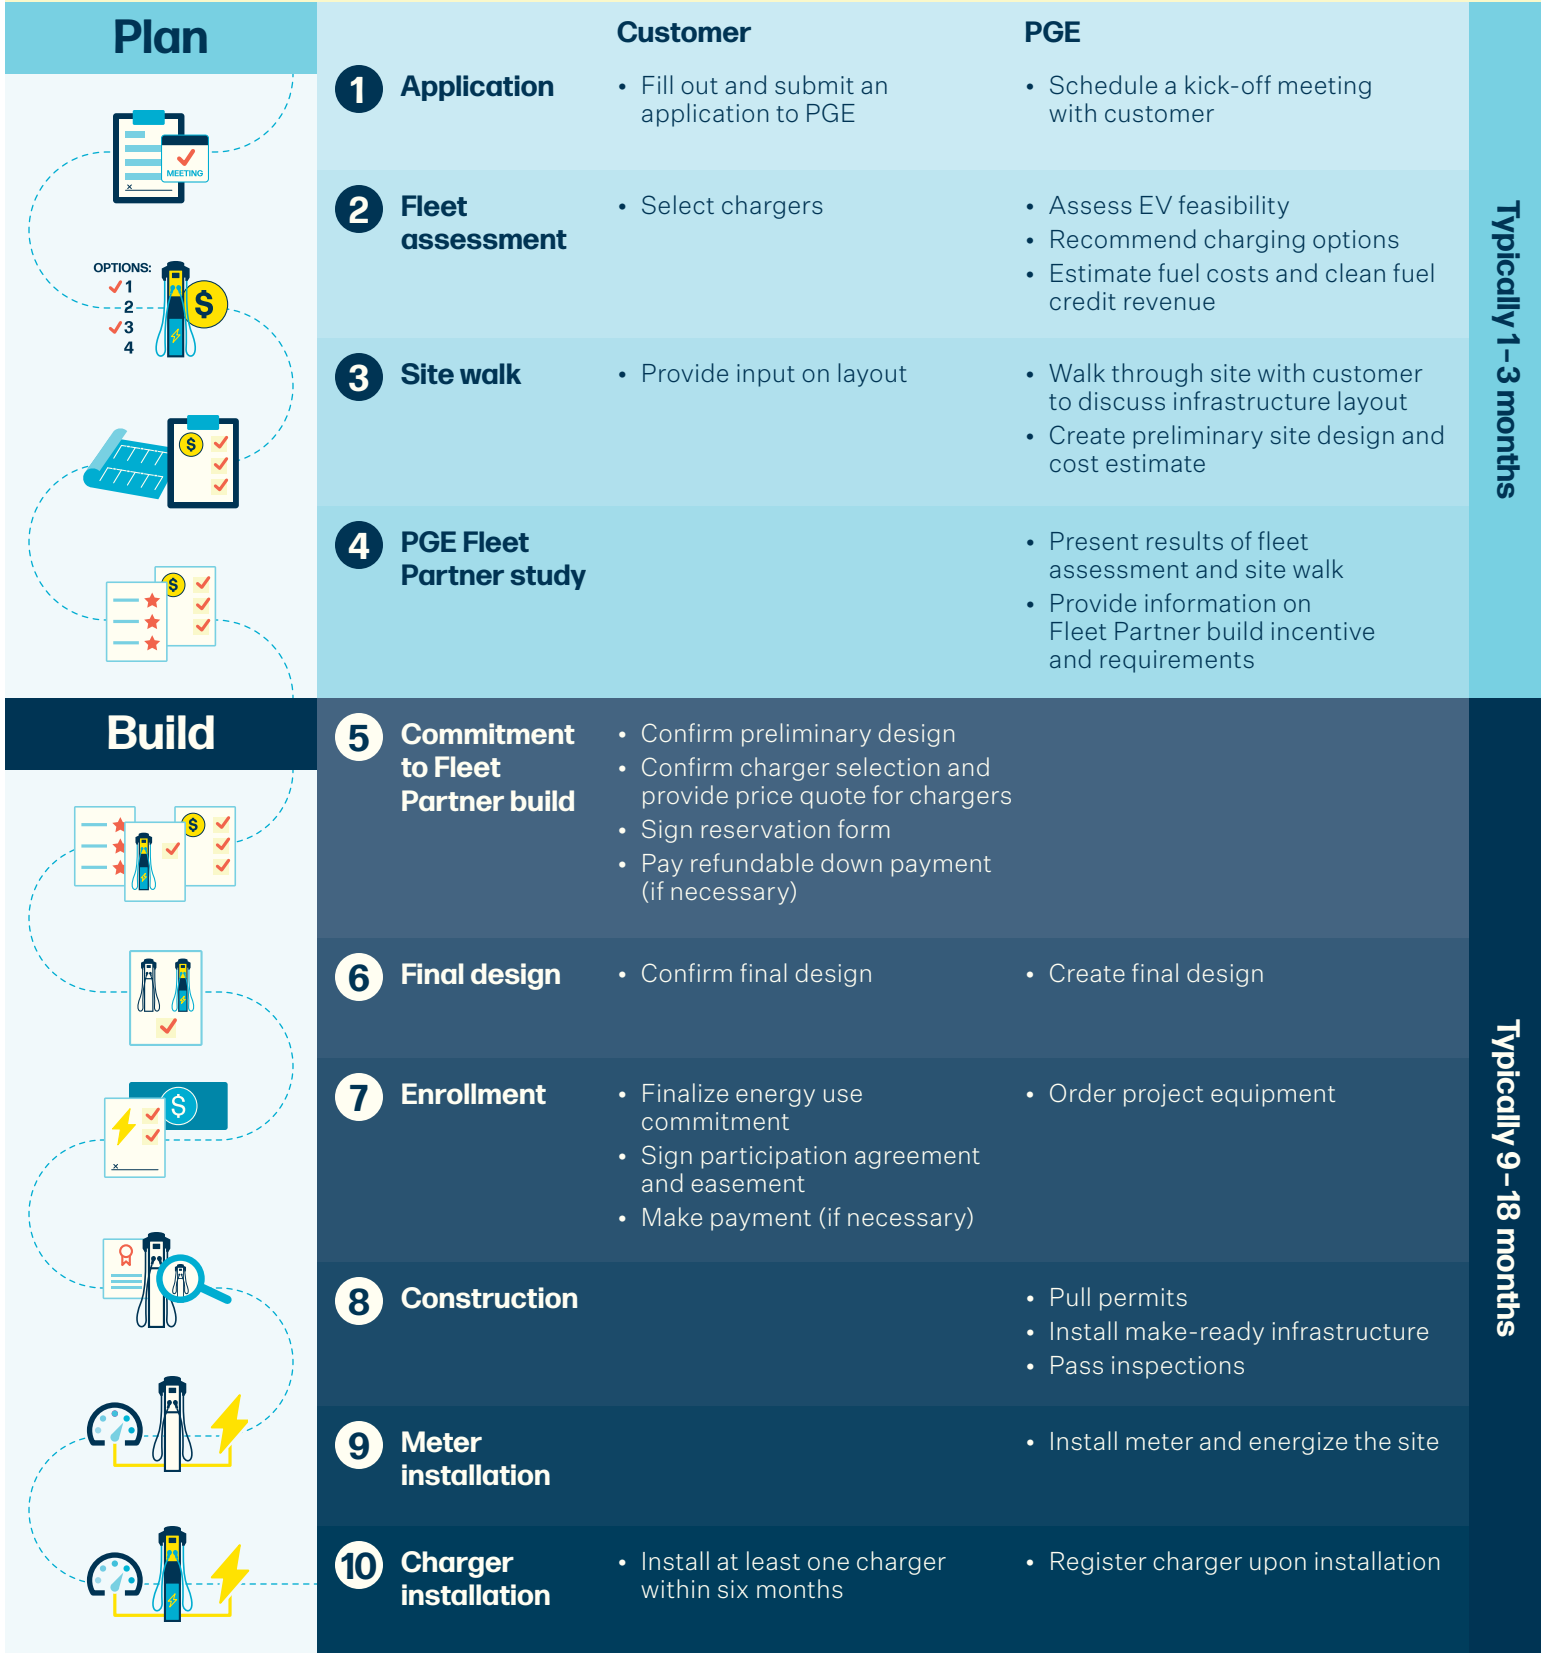 Plan
Customer
PGE
1
Application
• Fill out and submit an
application to PGE
• Schedule a kick-off meeting
with customer
MEETING
x
2
Fleet
assessment
• Select chargers
• Assess EV feasibility
• Recommend charging options
• Estimate fuel costs and clean fuel
credit revenue
OPTIONS:
1
2
3
4
$
3
Site walk
• Provide input on layout
• Walk through site with customer
to discuss infrastructure layout
• Create preliminary site design and
cost estimate
$
4
PGE Fleet
Partner study
• Present results of fleet
assessment and site walk
• Provide information on
Fleet Partner build incentive
and requirements
$
Typically 1–3 months
Build
5
Commitment
to Fleet
Partner build
• Confirm preliminary design
• Confirm charger selection and
provide price quote for chargers
• Sign reservation form
• Pay refundable down payment
(if necessary)
$
6
Final design
• Confirm final design
• Create final design
7
Enrollment
• Finalize energy use
commitment
• Sign participation agreement
and easement
• Make payment (if necessary)
• Order project equipment
$
x
8
Construction
• Pull permits
• Install make-ready infrastructure
• Pass inspections
9
Meter
installation
• Install meter and energize the site
10
Charger
installation
• Install at least one charger
within six months
• Register charger upon installation
Typically 9–18 months